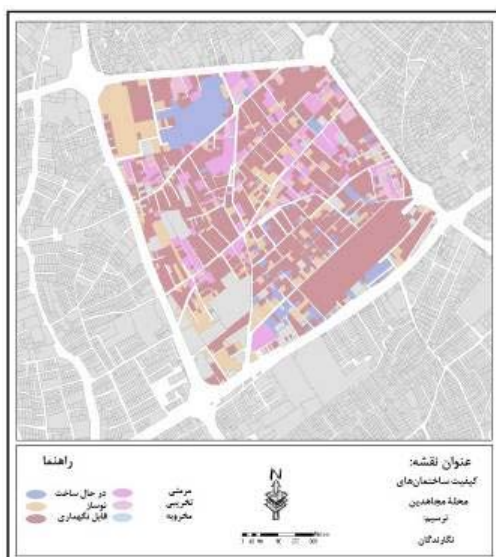 عنوان نقشه:
کیفیت ساختمان‌های
محلهٔ مجاهدین
ترسیم:
نگارندگان
N
راهنما
مرمتی
تخریبی
مخروبه
در حال ساخت
نوساز
قابل نگهداری